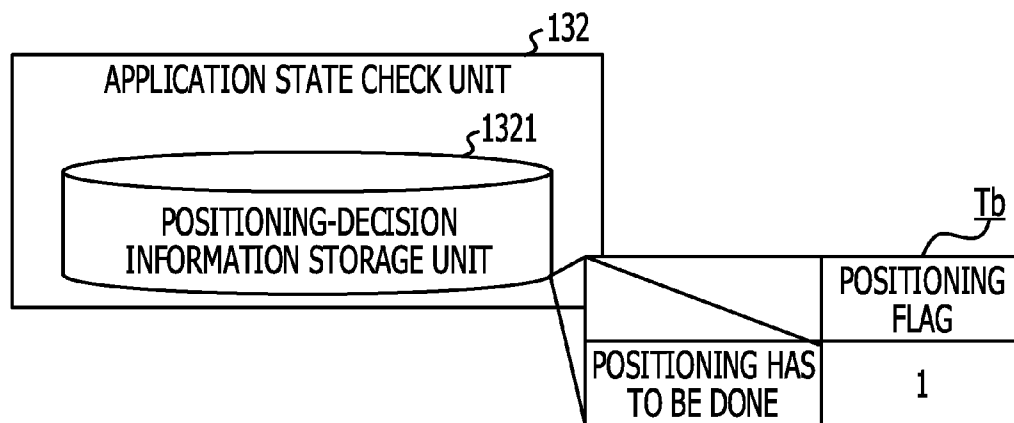 132
APPLICATION STATE CHECK UNIT
1321
POSITIONING-DECISION
INFORMATION STORAGE UNIT
Tb
POSITIONING
FLAG
POSITIONING HAS
TO BE DONE
1